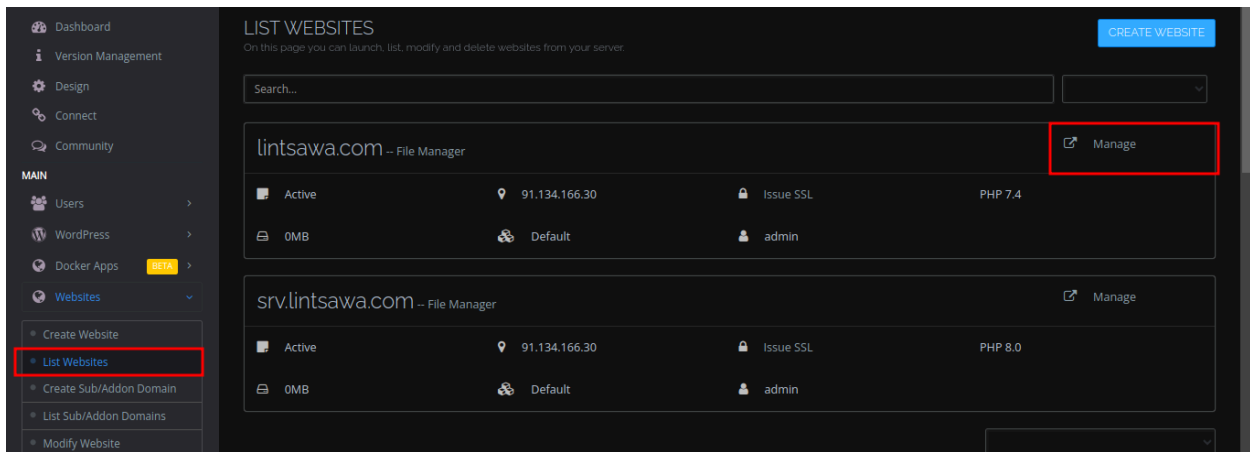 Dashboard
Version Management
Design
Connect
Community
MAIN
Users
WordPress
Docker Apps BETA
Websites
Create Website
List Websites
Create Sub/Addon Domain
List Sub/Addon Domains
Modify Website
LIST WEBSITES
On this page you can launch, list, modify and delete websites from your server.
CREATE WEBSITE
Search...
lintsawa.com -- File Manager
Manage
Active 91.134.166.30 Issue SSL PHP 7.4
0MB Default admin
srv.lintsawa.com -- File Manager
Manage
Active 91.134.166.30 Issue SSL PHP 8.0
0MB Default admin